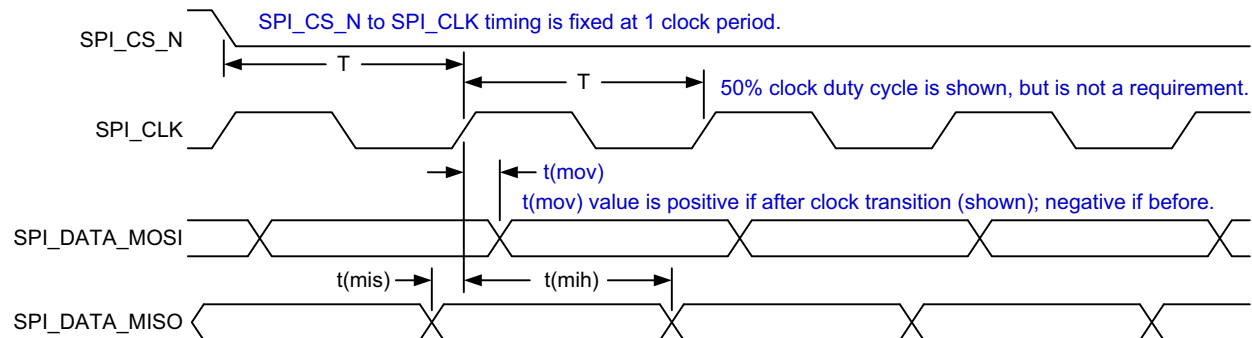 SPI_CS_N to SPI_CLK timing is fixed at 1 clock period.
SPI_CS_N
T
T
50% clock duty cycle is shown, but is not a requirement.
SPI_CLK
t(mov)
t(mov) value is positive if after clock transition (shown); negative if before.
SPI_DATA_MOSI
t(mis)
t(mih)
SPI_DATA_MISO